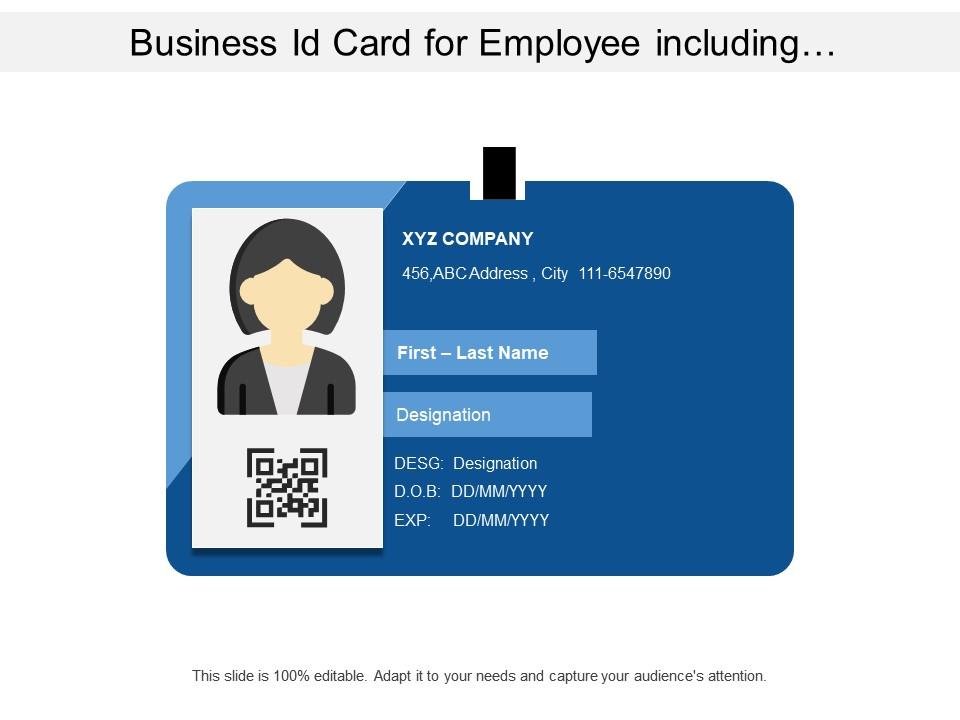 Business Id Card for Employee including…
XYZ COMPANY
456,ABC Address , City 111-6547890
First – Last Name
Designation
DESG: Designation
D.O.B: DD/MM/YYYY
EXP: DD/MM/YYYY
This slide is 100% editable. Adapt it to your needs and capture your audience's attention.